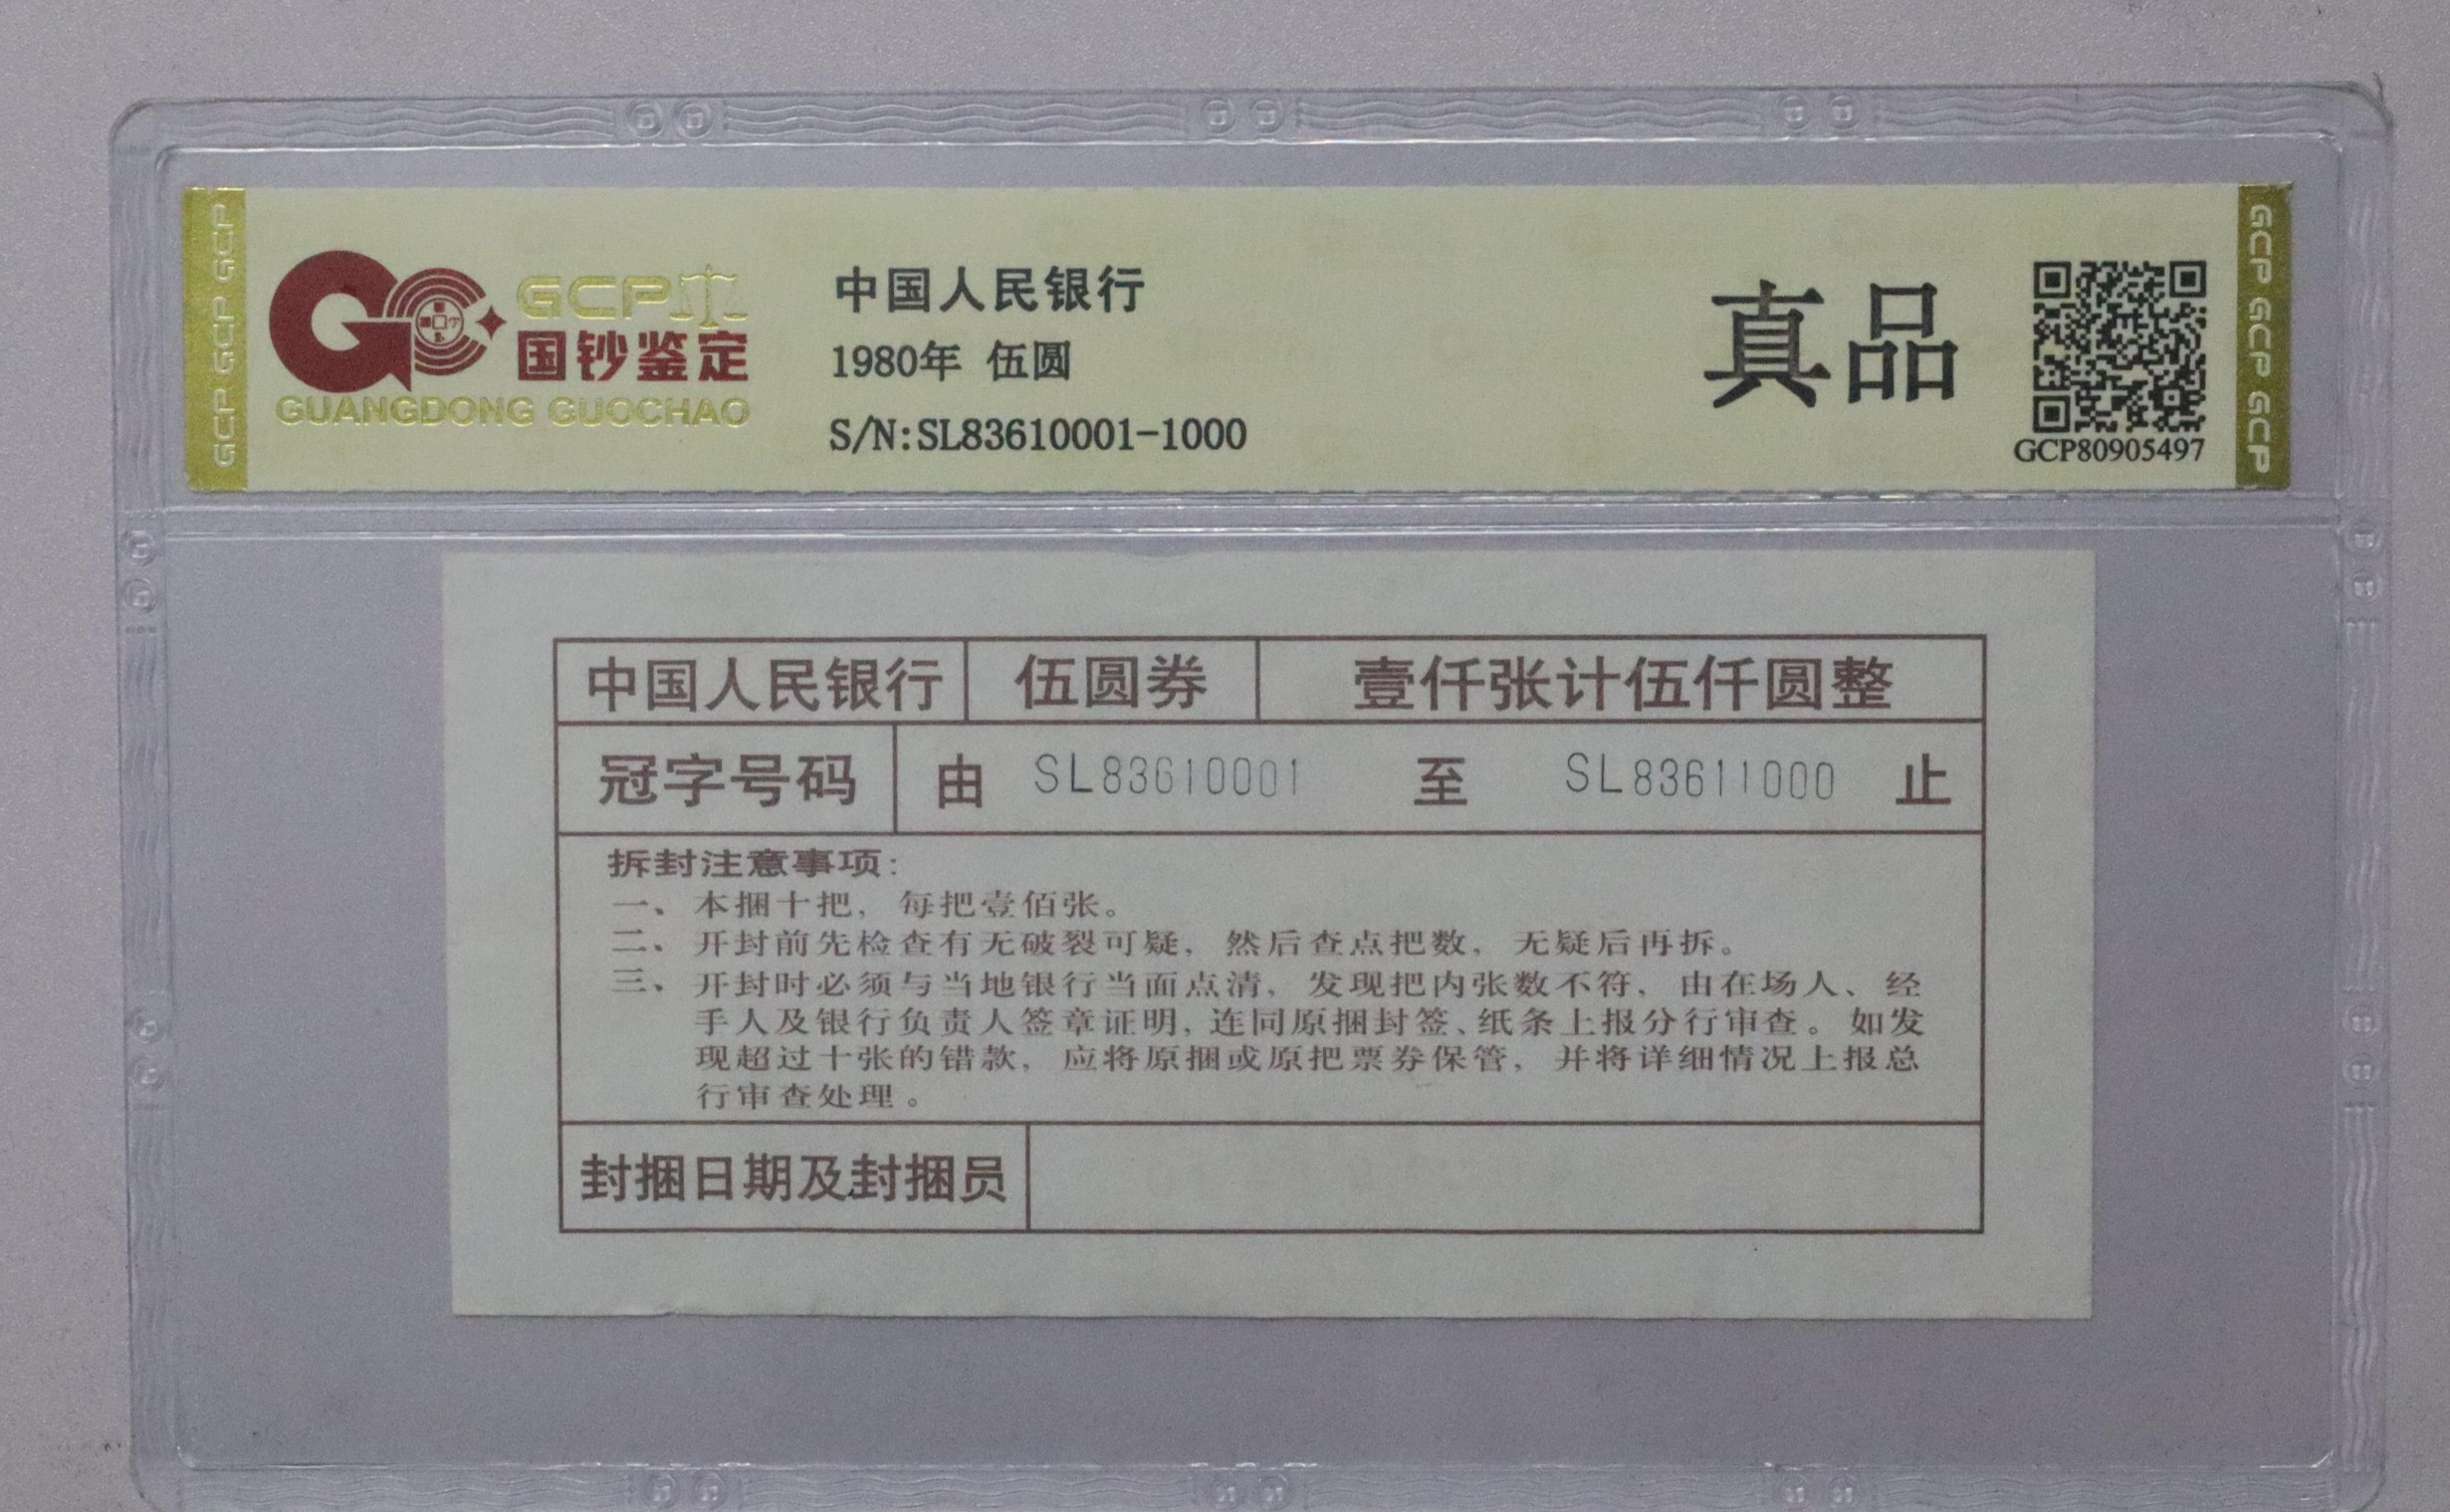 GCP GCP GCP
GCP
国钞鉴定
GUANGDONG GUOCHAO
中国人民银行
1980年 伍圆
S/N:SL83610001-1000
真品
GCP80905497
GCP GCP GCP
中国人民银行 伍圆券 壹仟张计伍仟圆整
冠字号码 由 SL83610001 至 SL83611000 止
拆封注意事项:
一、本捆十把，每把壹佰张。
二、开封前先检查有无破裂可疑，然后查点把数，无疑后再拆。
三、开封时必须与当地银行当面点清，发现把内张数不符，由在场人、经
手人及银行负责人签章证明，连同原捆封签、纸条上报分行审查。如发
现超过十张的错款，应将原捆或原把票券保管，并将详细情况上报总
行审查处理。
封捆日期及封捆员